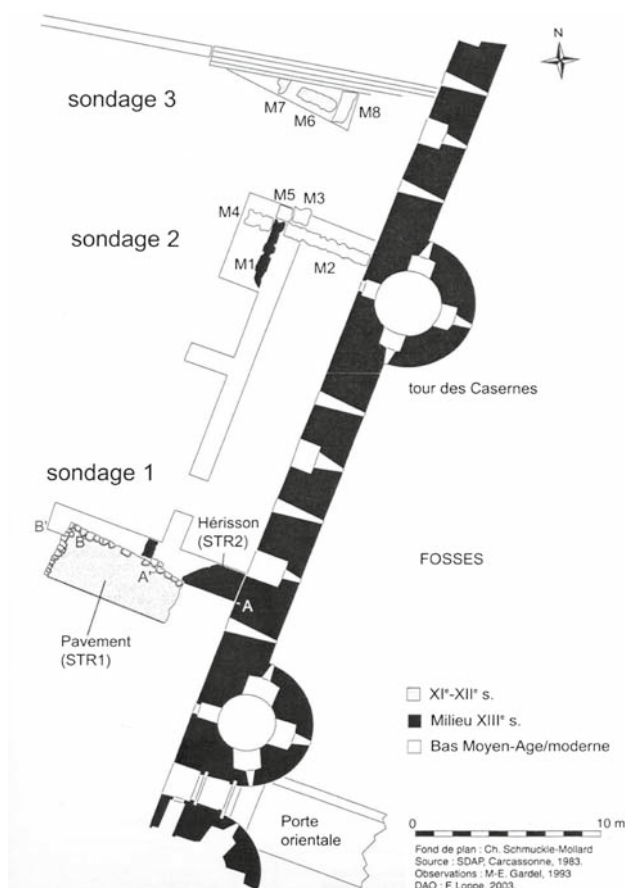 N
sondage 3
M7
M6
M8
M5
M3
M4
sondage 2
M1
M2
tour des Casernes
sondage 1
Hérisson
(STR2)
B'
B
A'
FOSSES
A
Pavement
(STR1)
XIe-XIIe s.
Milieu XIIIe s.
Bas Moyen-Age/moderne
Porte
orientale
0 10 m
Fond de plan : Ch. Schmuckle-Mollard
Source : SDAP, Carcassonne, 1983.
Observations : M-E. Gardel, 1993
DAO : F. Loppe, 2003